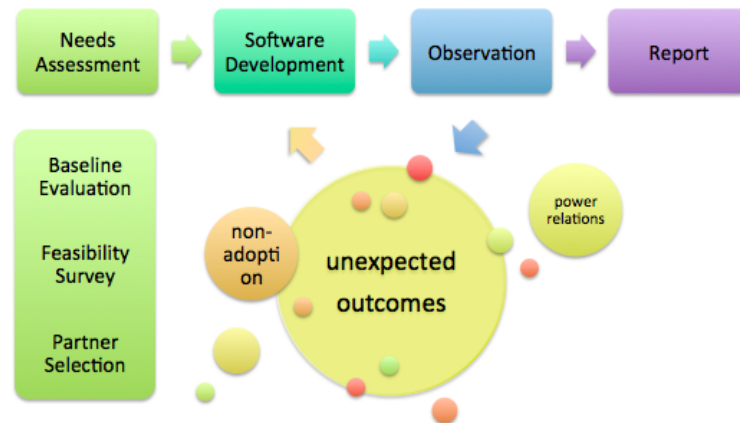 Needs
Assessment
Software
Development
Observation
Report
Baseline
Evaluation
Feasibility
Survey
Partner
Selection
non-
adopti
on
unexpected
outcomes
power
relations